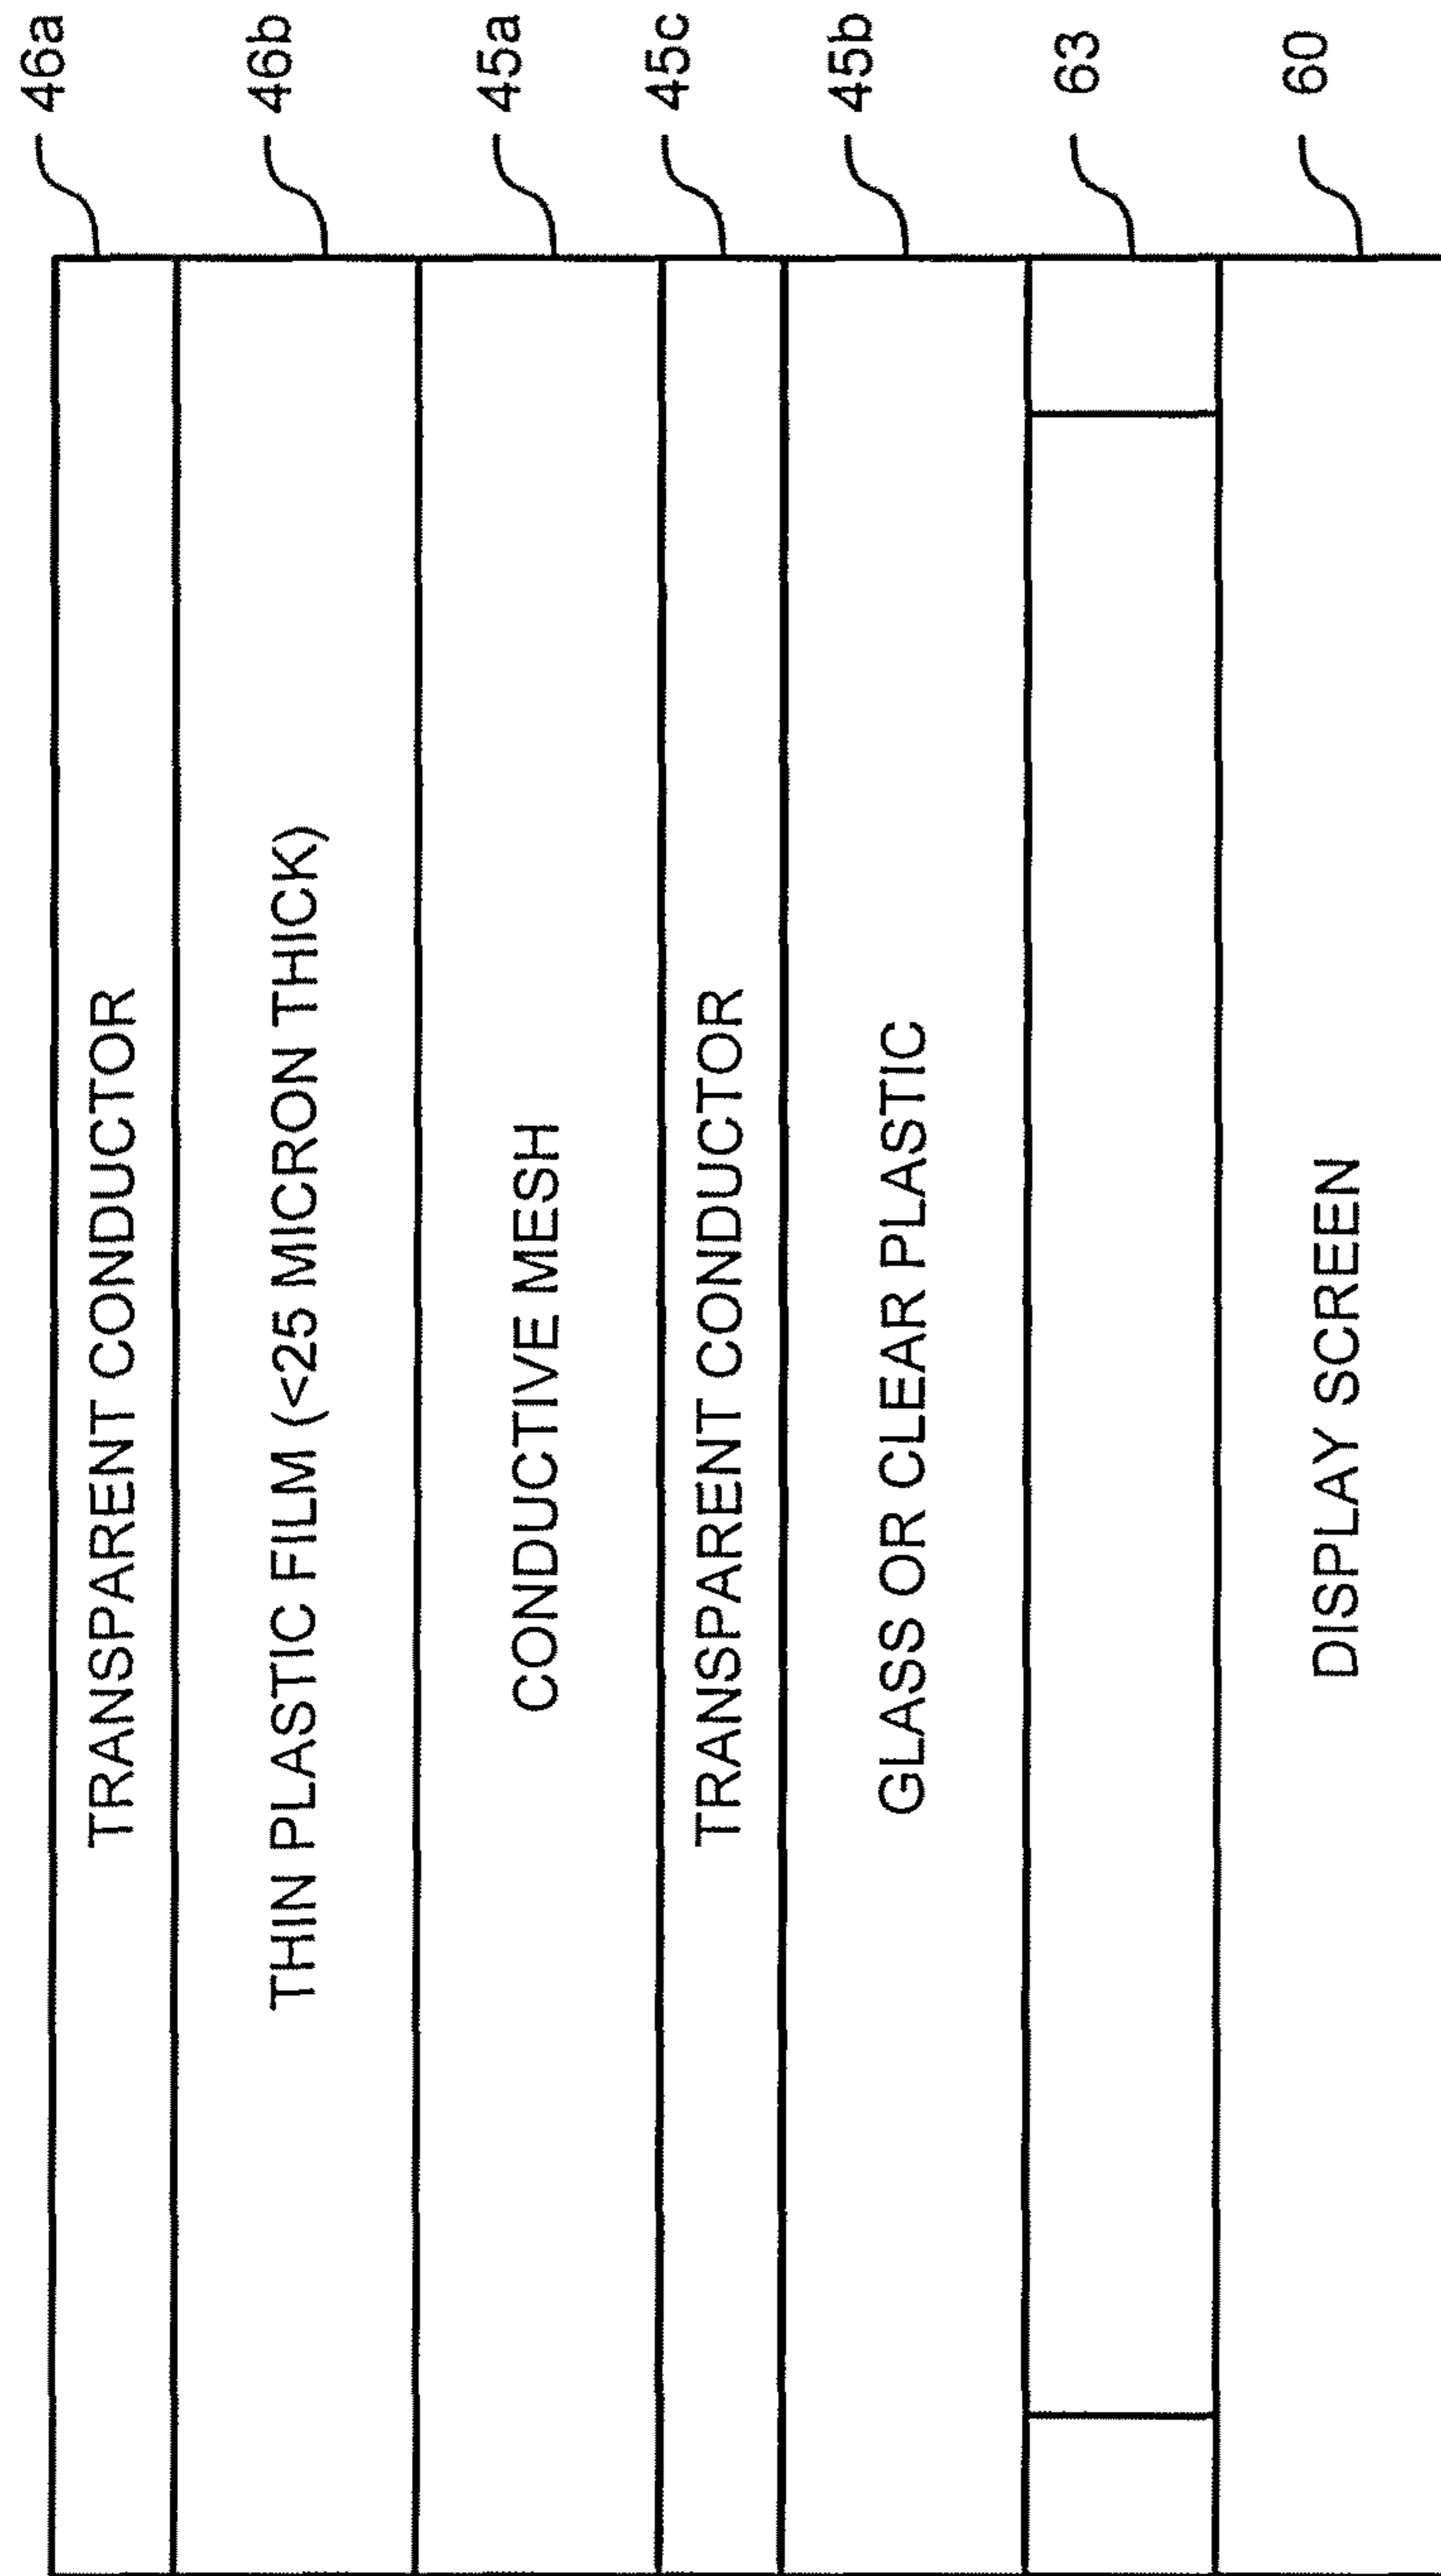 TRANSPARENT CONDUCTOR
46a
THIN PLASTIC FILM (<25 MICRON THICK)
46b
CONDUCTIVE MESH
45a
TRANSPARENT CONDUCTOR
45c
GLASS OR CLEAR PLASTIC
45b
63
DISPLAY SCREEN
60